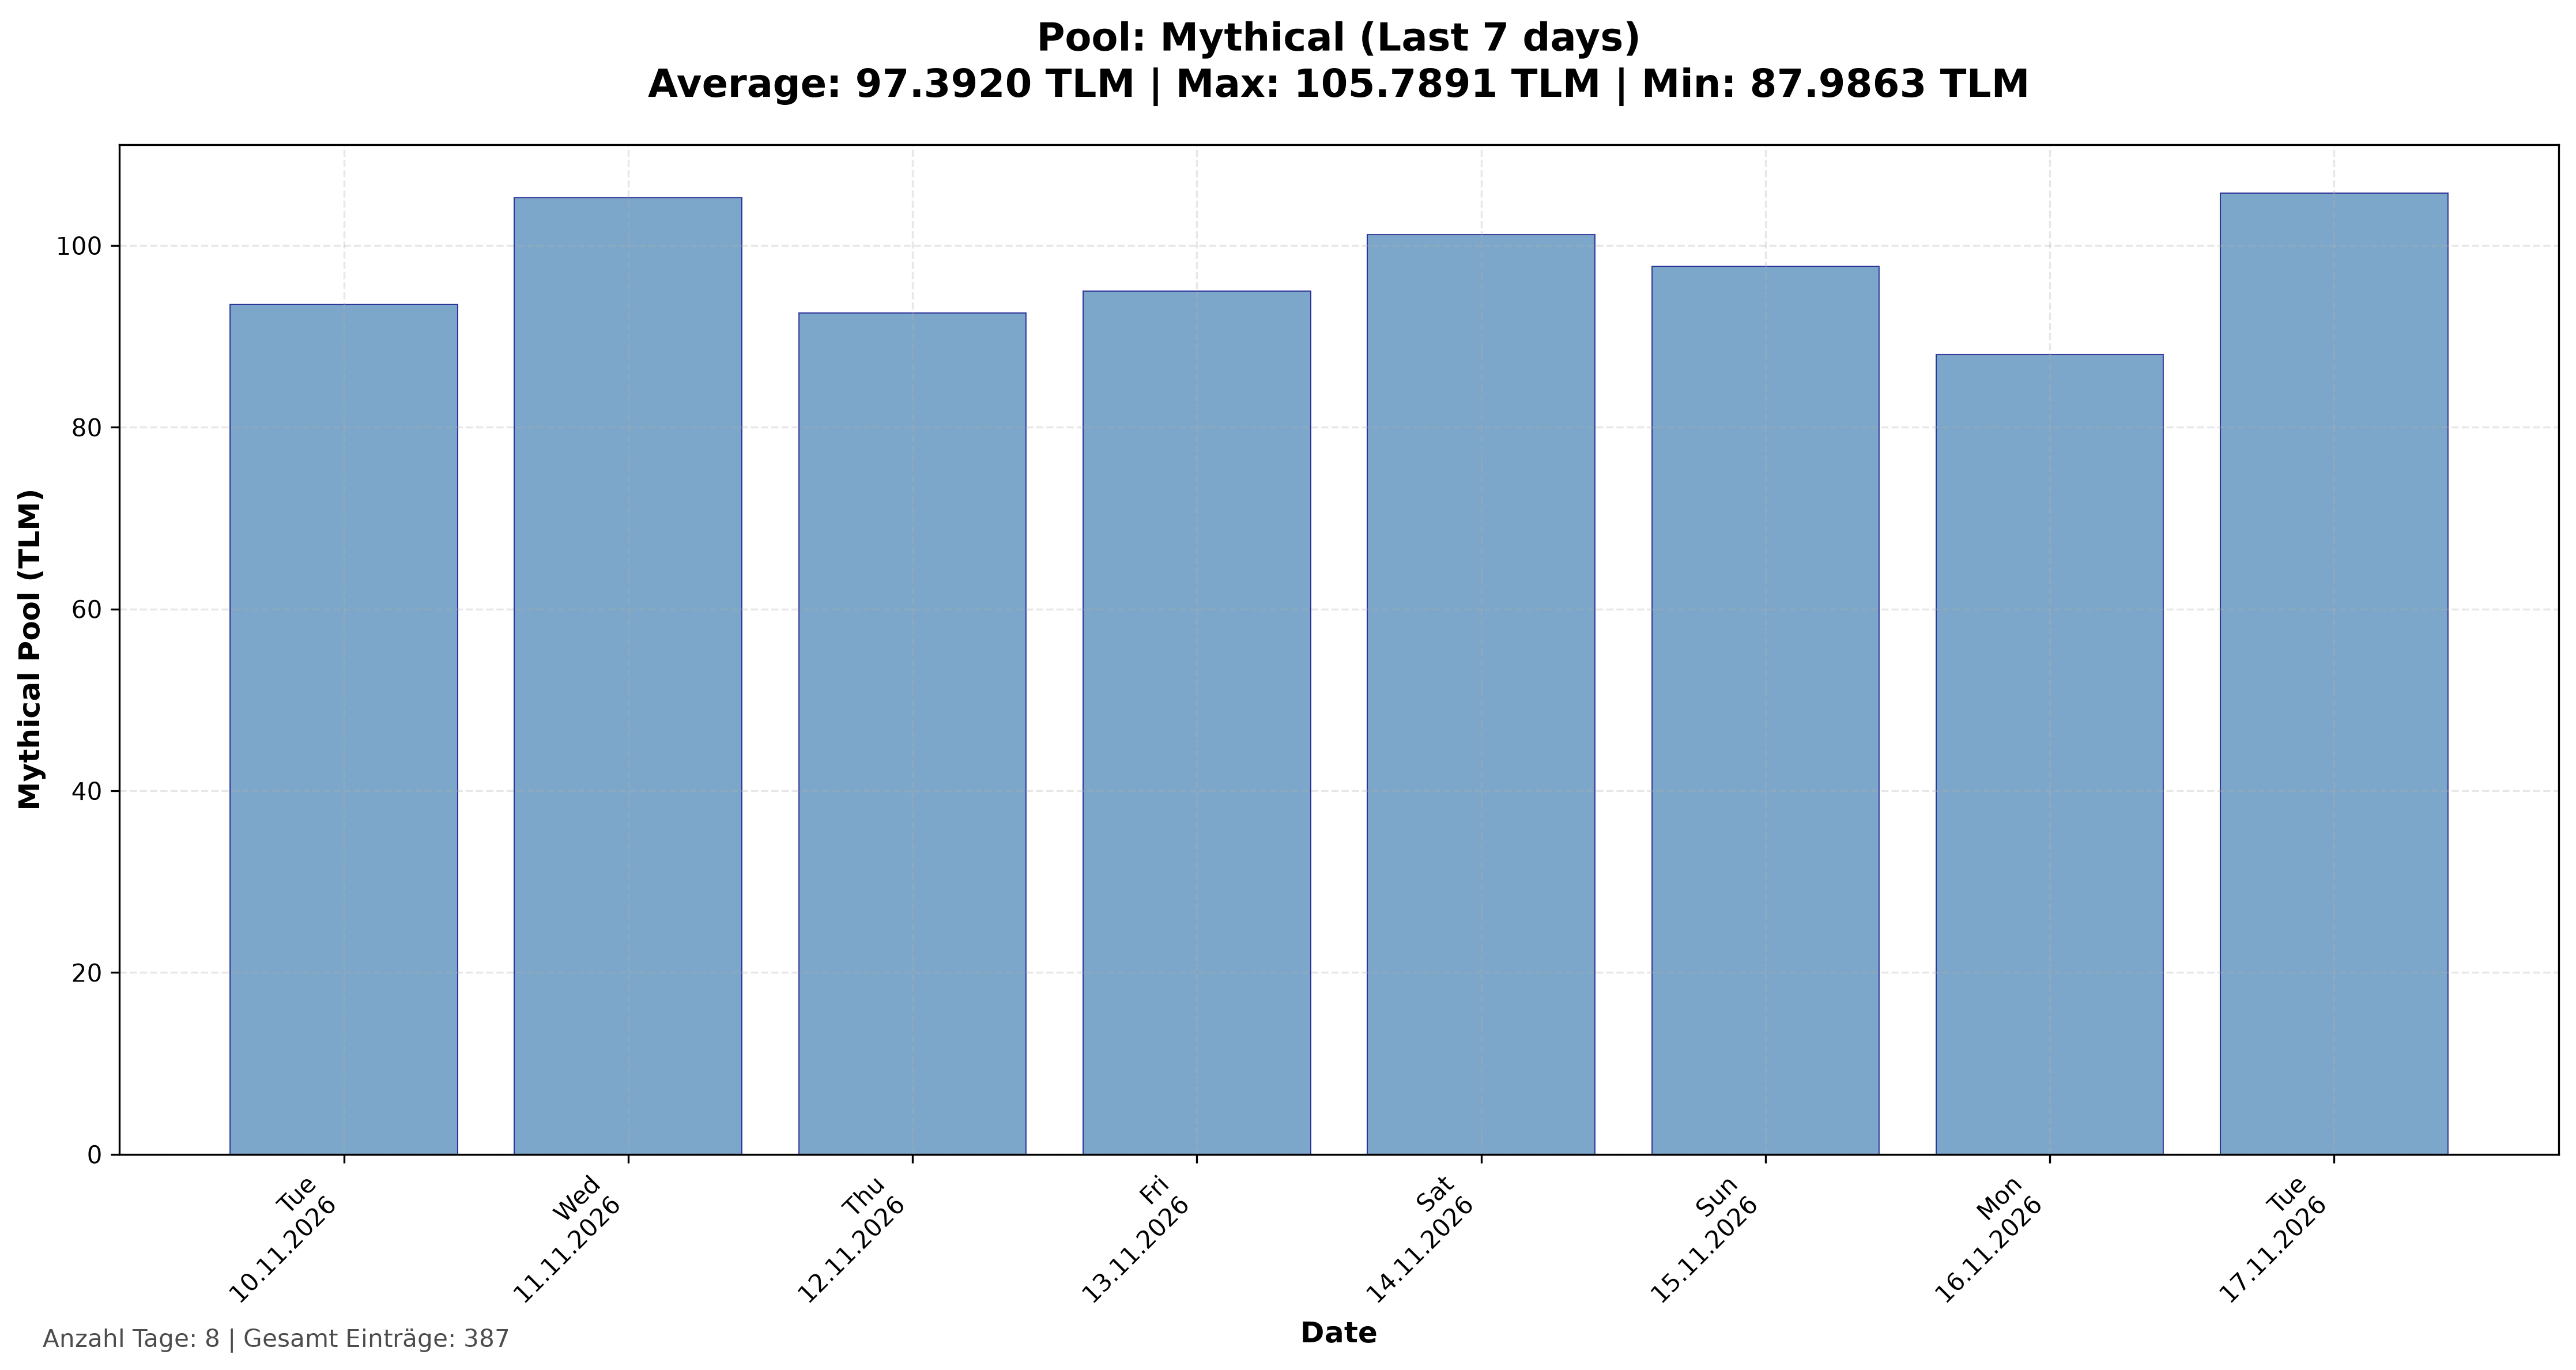 Pool: Mythical (Last 7 days)
Average: 97.3920 TLM | Max: 105.7891 TLM | Min: 87.9863 TLM
Mythical Pool (TLM)
100
80
60
40
20
0
Tue
10.11.2026
Wed
11.11.2026
Thu
12.11.2026
Fri
13.11.2026
Sat
14.11.2026
Sun
15.11.2026
Mon
16.11.2026
Tue
17.11.2026
Date
Anzahl Tage: 8 | Gesamt Einträge: 387